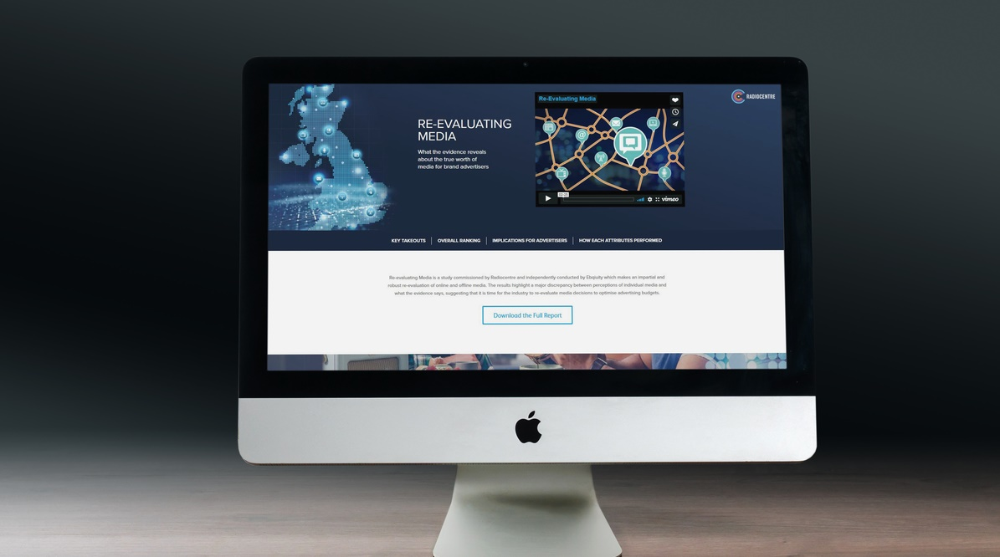 RADIOCENTRE
RE-EVALUATING
MEDIA
What the evidence reveals
about the true worth of
media for brand advertisers
Re-Evaluating Media
vimeo
KEY TAKEOUTS
OVERALL RANKING
IMPLICATIONS FOR ADVERTISERS
HOW EACH ATTRIBUTES PERFORMED
Re-evaluating Media is a study commissioned by Radiocentre and independently conducted by Ebiquity which makes an impartial and
robust re-evaluation of online and offline media. The results highlight a major discrepancy between perceptions of individual media and
what the evidence says, suggesting that it is time for the industry to re-evaluate media decisions to optimise advertising budgets.
Download the Full Report